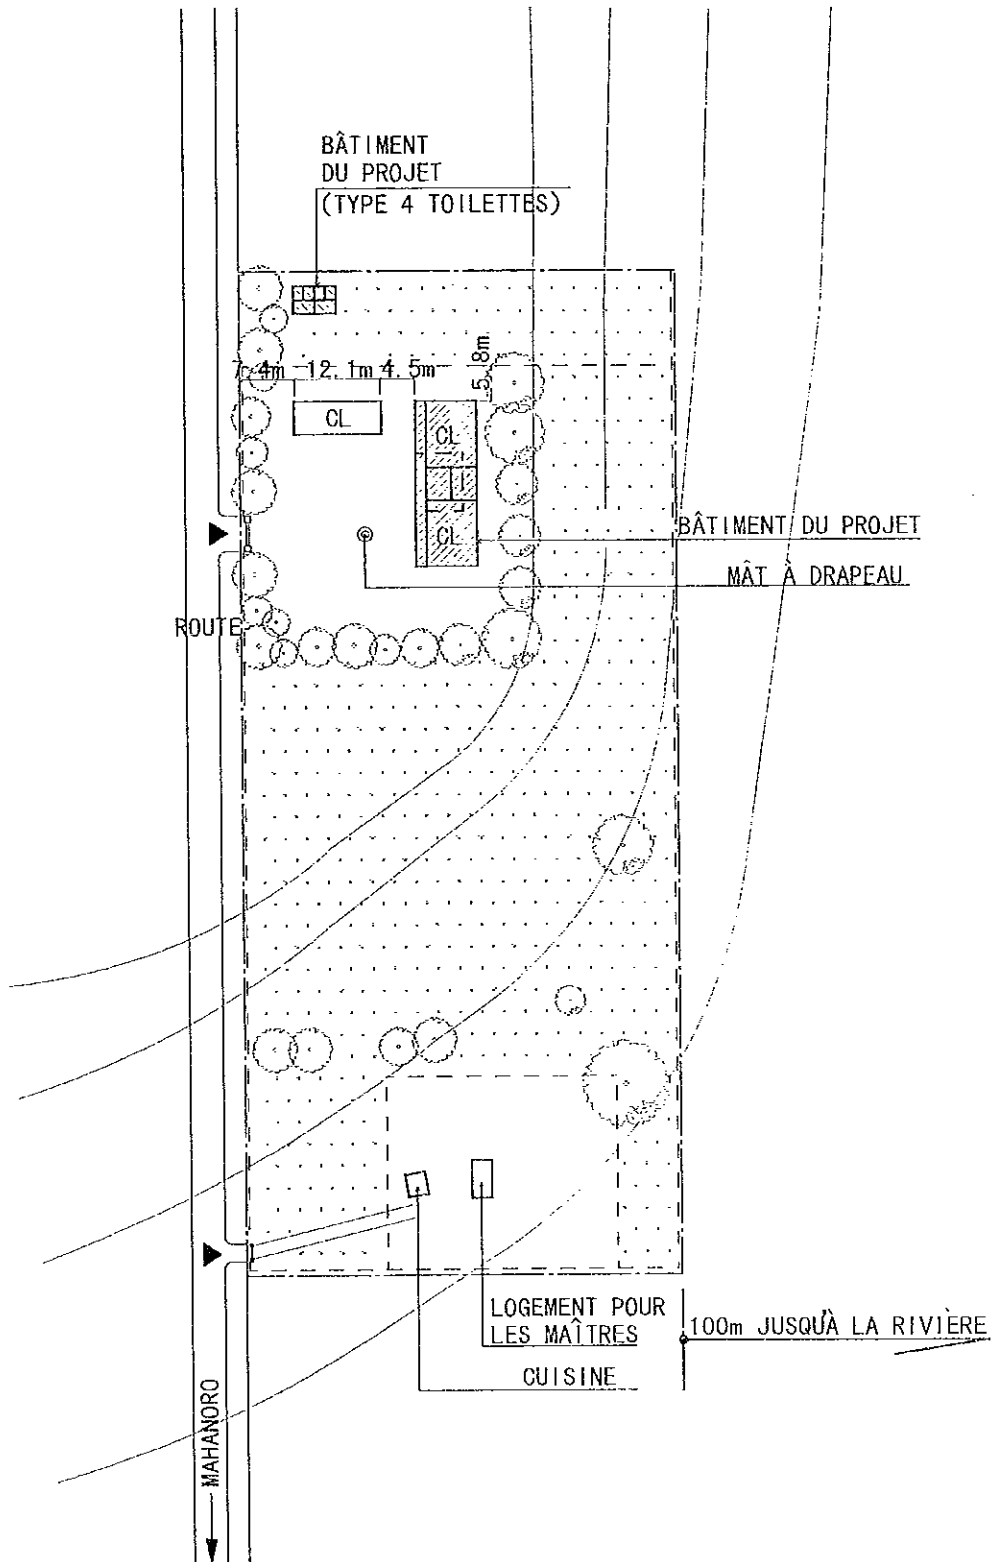 BÂTIMENT
DU PROJET
(TYPE 4 TOILETTES)
7.4m 12.1m 4.5m
5.8m
CL
CL
CL
BÂTIMENT DU PROJET
MÂT À DRAPEAU
ROUTE
LOGEMENT POUR
LES MAÎTRES
100m JUSQU'À LA RIVIÈRE
CUISINE
MAHANORO